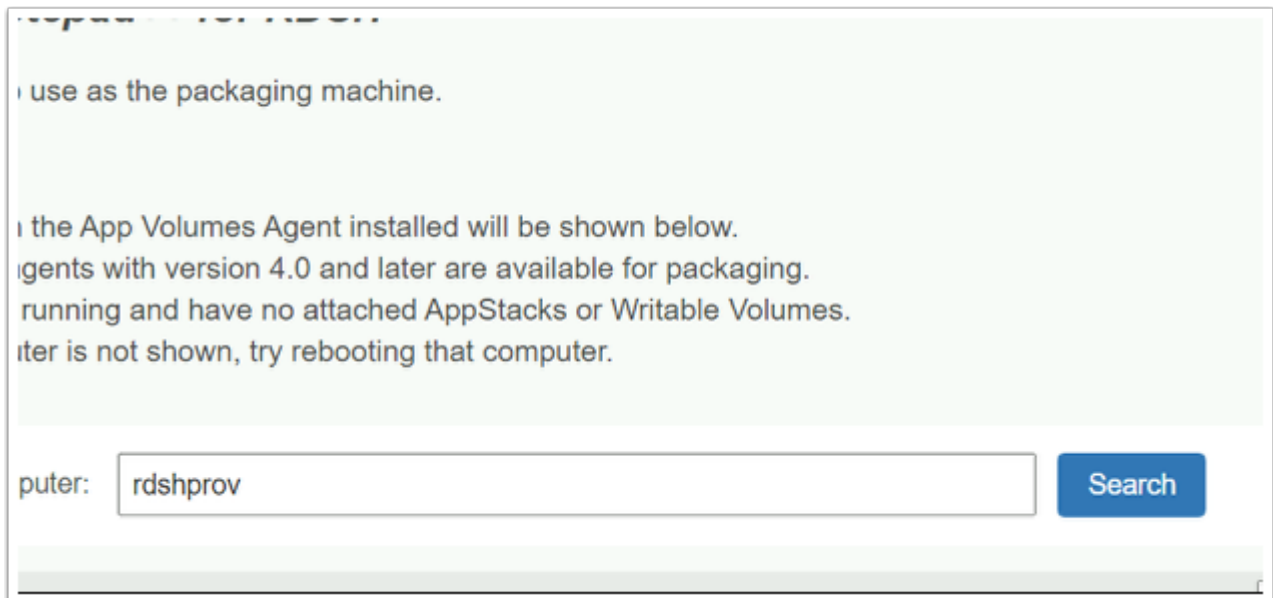 for RDSH
use as the packaging machine.
the App Volumes Agent installed will be shown below.
gents with version 4.0 and later are available for packaging.
running and have no attached AppStacks or Writable Volumes.
ter is not shown, try rebooting that computer.
puter: rdshprov Search